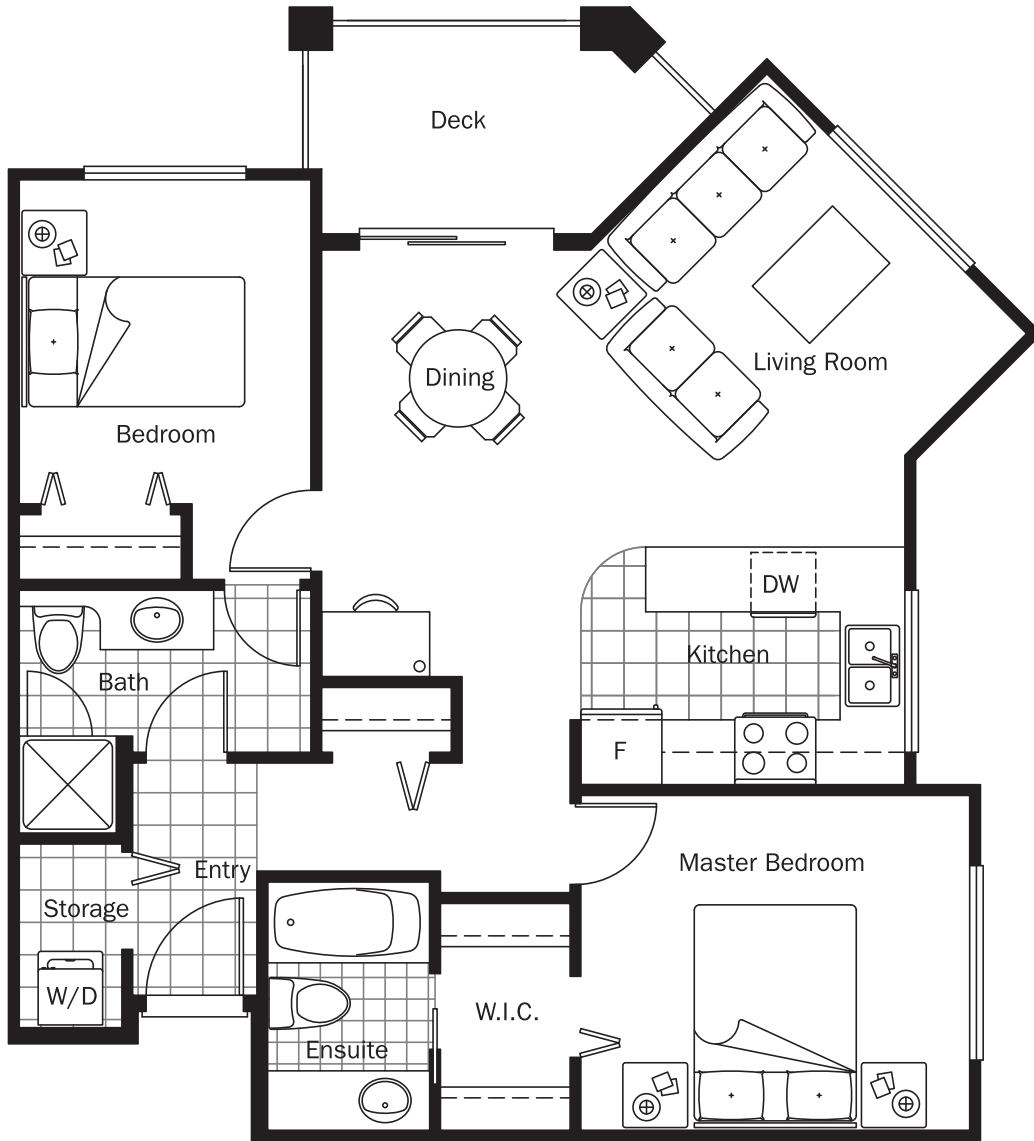 Deck
Living Room
Dining
Bedroom
DW
Kitchen
Bath
F
Master Bedroom
Entry
Storage
W/D
W.I.C.
Ensuite